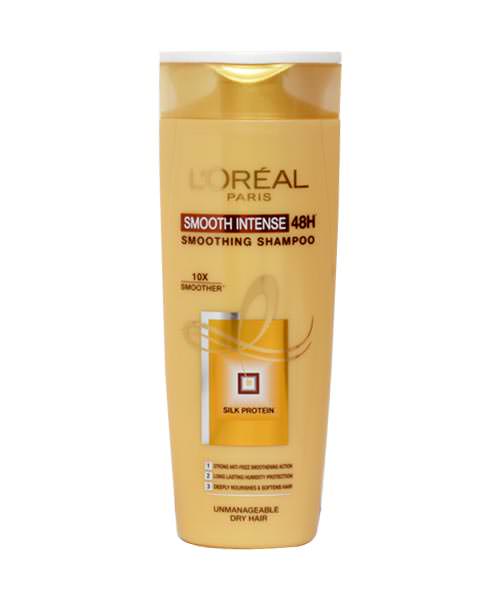 L'ORÉAL
PARIS
SMOOTH INTENSE 48H
SMOOTHING SHAMPOO
10X
SMOOTHER*
SILK PROTEIN
1 STRONG ANTI-FRIZZ SMOOTHENING ACTION
2 LONG LASTING HUMIDITY PROTECTION
3 DEEPLY NOURISHES & SOFTENS HAIR
UNMANAGEABLE
DRY HAIR